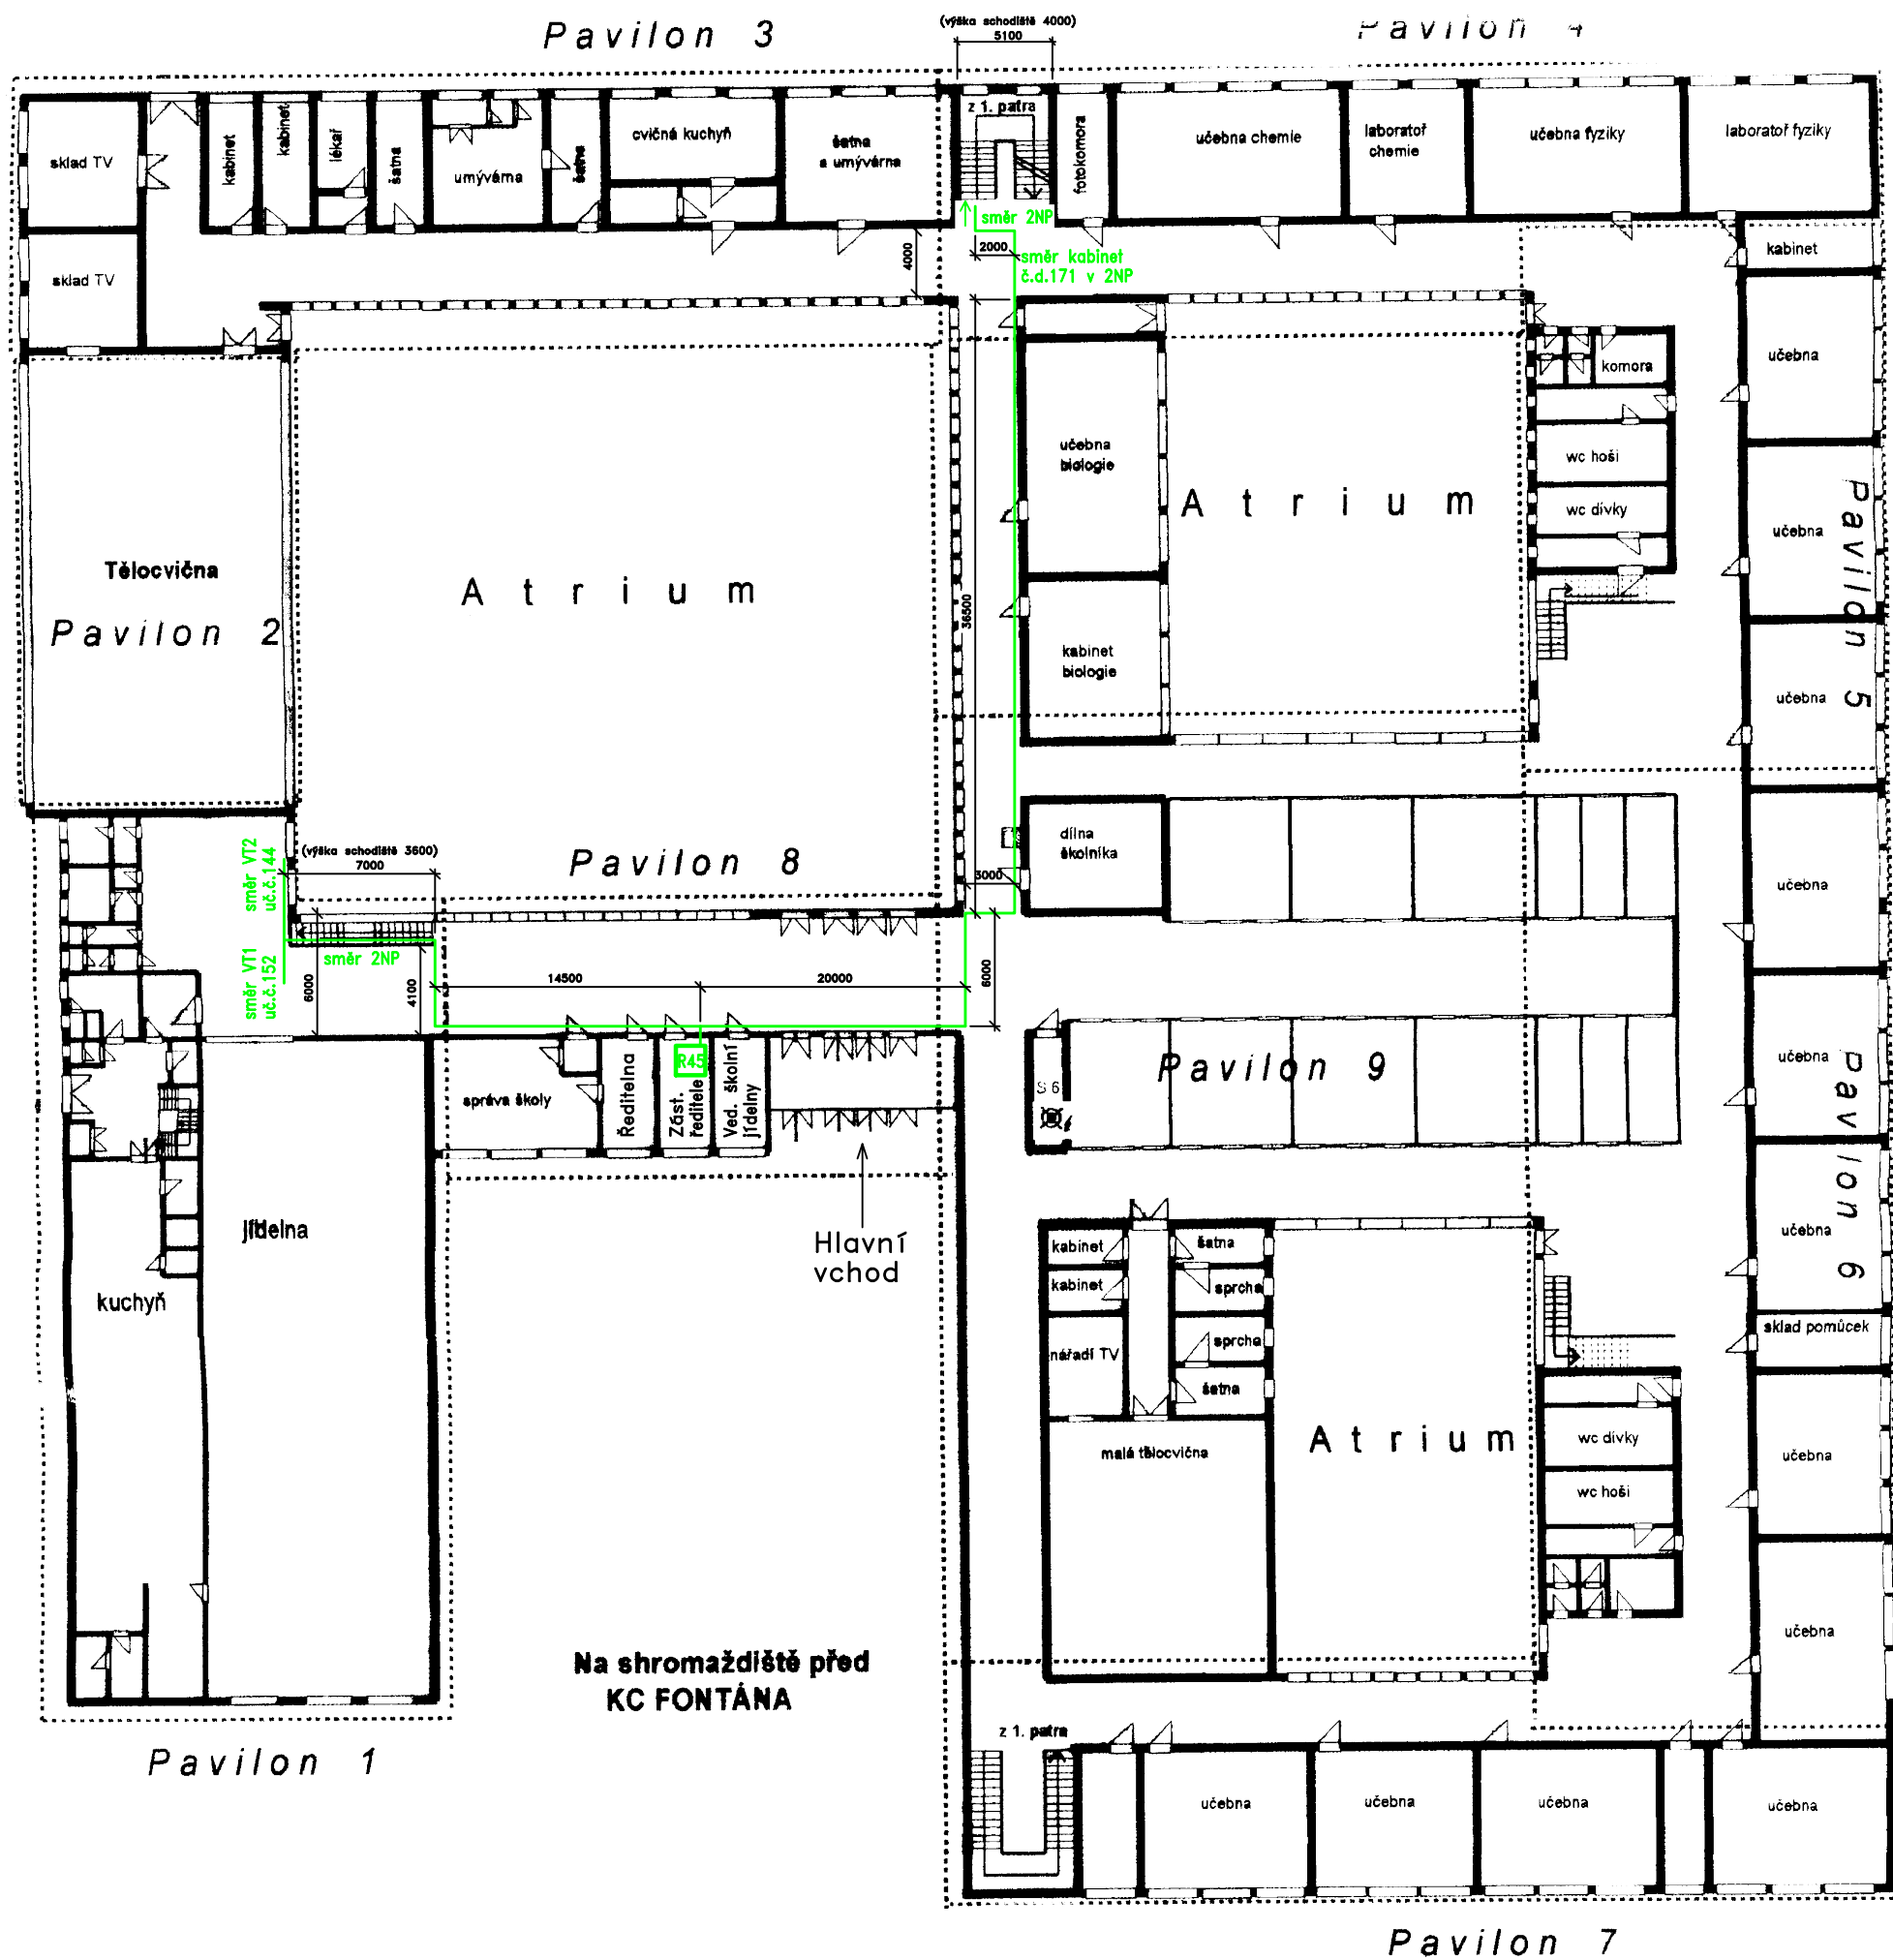 Pavilon 3
(výška schodiště 4000)
5100
Pavilon 4
z 1. patra
sklad TV
kabinet
kabinet
lékař
šatna
umývárna
šatna
cvičná kuchyň
šatna
a umývárna
fotokomora
učebna chemie
laboratoř
chemie
učebna fyziky
laboratoř fyziky
směr 2NP
2000
4000
směr kabinet
č.d.171 v 2NP
kabinet
sklad TV
učebna
komora
učebna
biologie
wc hoši
wc dívky
Atrium
učebna
Pavilon 5
Tělocvična
Pavilon 2
Atrium
36500
kabinet
biologie
učebna
dílna
školníka
učebna
směr VT2
uč.č.144
(výška schodiště 3600)
7000
Pavilon 8
3000
směr VT1
uč.č.152
směr 2NP
6000
4100
14500
20000
6000
R45
správa školy
Ředitelna
Zást.
ředitele
Ved. školní
jídelny
S 6
Pavilon 9
učebna
Pavilon 6
jídelna
kuchyň
Hlavní
vchod
kabinet
šatna
kabinet
sprcha
nářadí TV
sprcha
šatna
učebna
sklad pomůcek
malá tělocvična
Atrium
wc dívky
wc hoši
učebna
učebna
Na shromaždiště před
KC FONTÁNA
z 1. patra
Pavilon 1
učebna
učebna
učebna
učebna
Pavilon 7